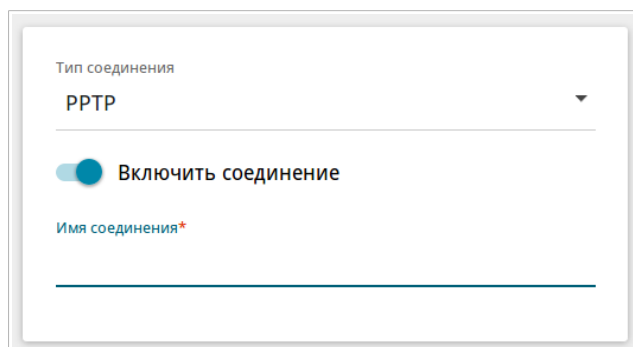 Тип соединения
PPTP
Включить соединение
Имя соединения*